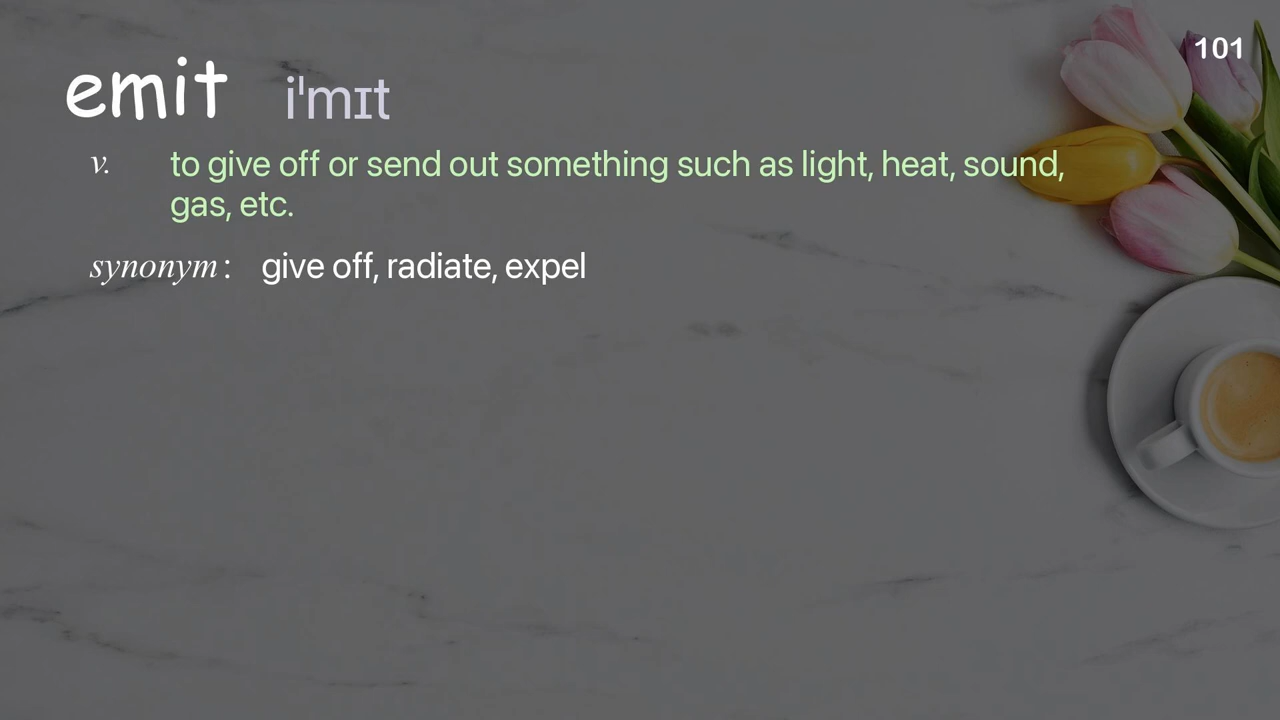 101
emit iˈmɪt
v. to give off or send out something such as light, heat, sound,
gas, etc.
synonym : give off, radiate, expel